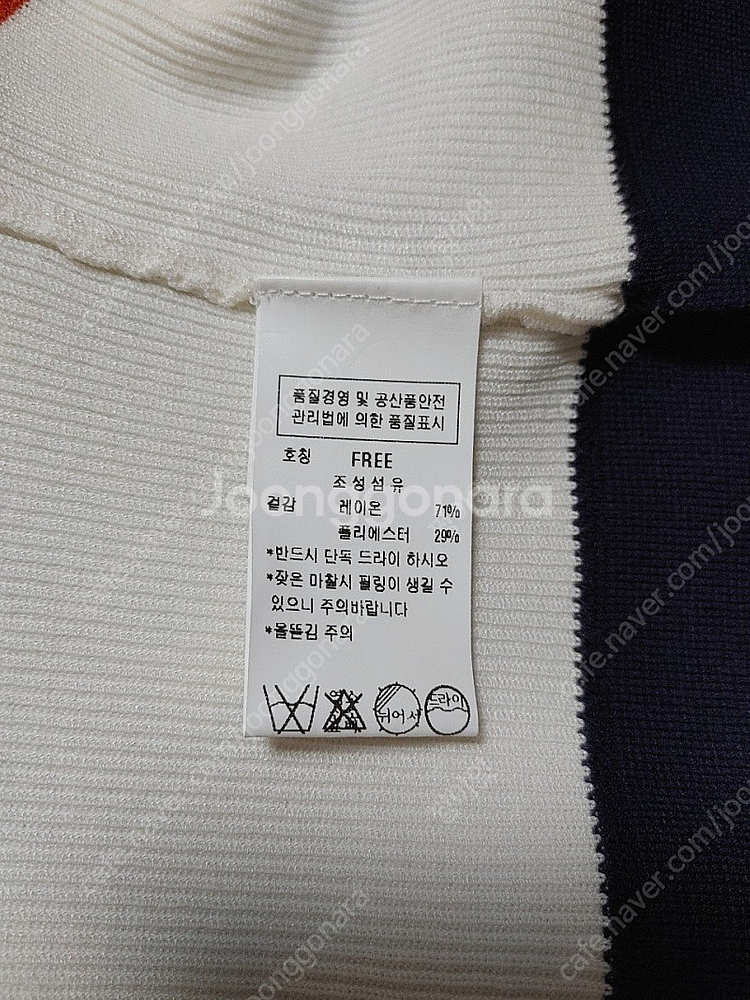 품질경영 및 공산품안전
관리법에 의한 품질표시
호칭 FREE
조성섬유
겉감 레이온 71%
폴리에스터 29%
*반드시 단독 드라이 하시오
*잦은 마찰시 필링이 생길 수
있으니 주의바랍니다
*올뜯김 주의
뉘어서
드라이
Joonggonara
cafe.naver.com/joonggonara